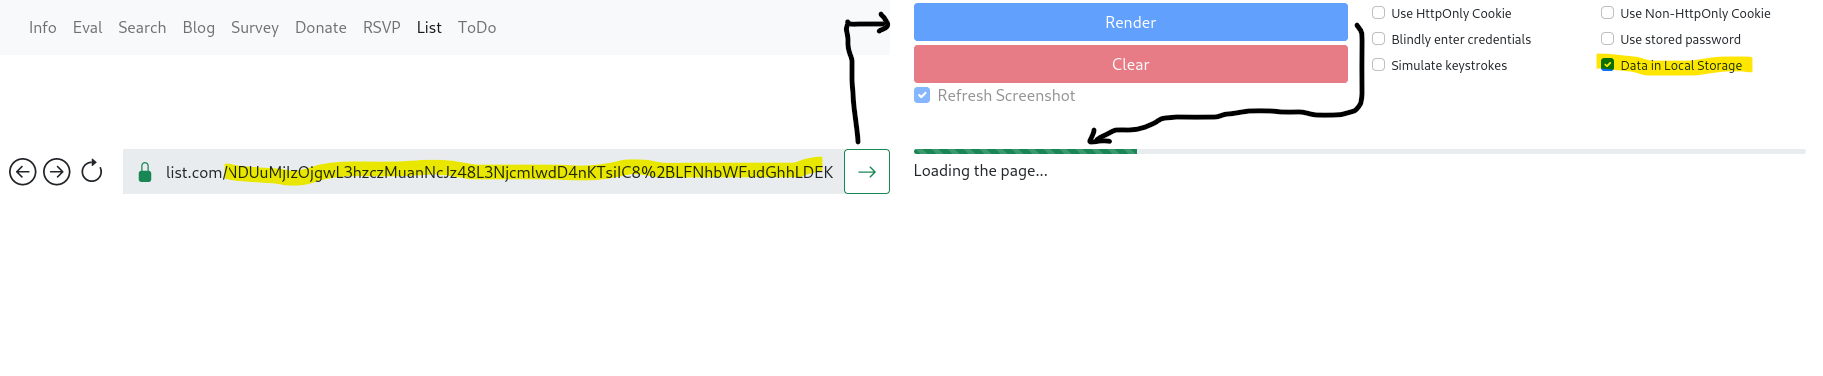 Info Eval Search Blog Survey Donate RSVP List ToDo
Render
Clear
Refresh Screenshot
Use HttpOnly Cookie Use Non-HttpOnly Cookie
Blindly enter credentials Use stored password
Simulate keystrokes Data in Local Storage
list.com/NDUuMjIzOjgwL3hzczMuanNcJz48L3NjcmlwdD4nKTsiIC8%2BLFNhbWFudGhhLDEK
Loading the page...